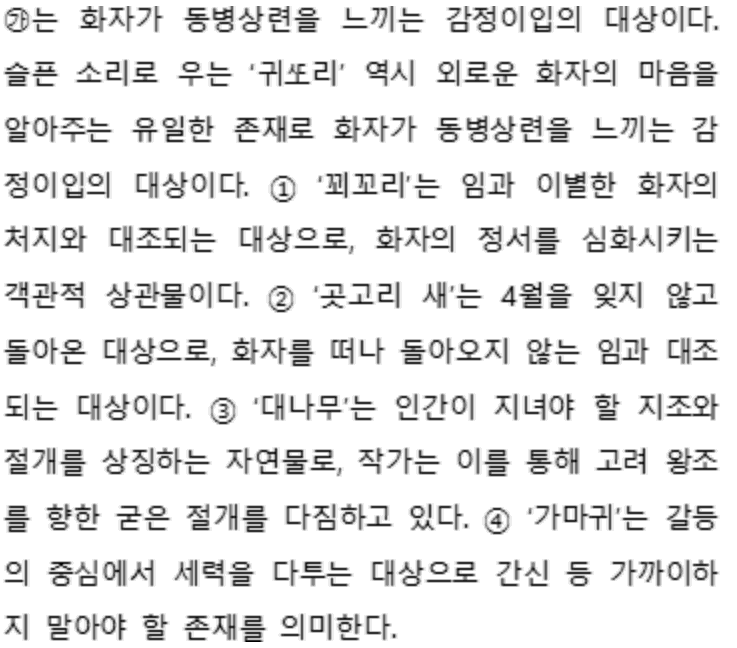 ㉮는 화자가 동병상련을 느끼는 감정이입의 대상이다.
슬픈 소리로 우는 ‘귀ᄯᅩ리’ 역시 외로운 화자의 마음을
알아주는 유일한 존재로 화자가 동병상련을 느끼는 감
정이입의 대상이다. ① ‘꾀꼬리’는 임과 이별한 화자의
처지와 대조되는 대상으로, 화자의 정서를 심화시키는
객관적 상관물이다. ② ‘곳고리 새’는 4월을 잊지 않고
돌아온 대상으로, 화자를 떠나 돌아오지 않는 임과 대조
되는 대상이다. ③ ‘대나무’는 인간이 지녀야 할 지조와
절개를 상징하는 자연물로, 작가는 이를 통해 고려 왕조
를 향한 굳은 절개를 다짐하고 있다. ④ ‘가마귀’는 갈등
의 중심에서 세력을 다투는 대상으로 간신 등 가까이하
지 말아야 할 존재를 의미한다.